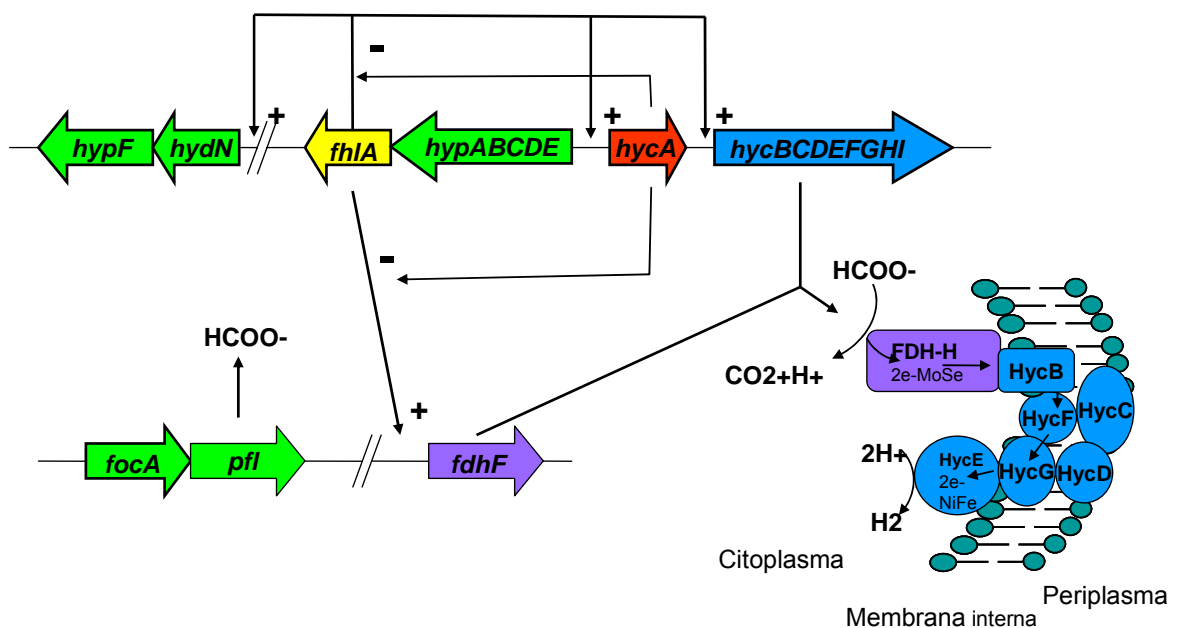 -
+ + +
hypF hydN fhlA hypABCDE hycA hycBCDEFGHI
-
HCOO-
HCOO-
FDH-H
2e-MoSe
HycB
CO2+H+
+
HycF HycC
focA pfl fdhF
2H+
HycE
2e-
NiFe
HycG HycD
H2
Citoplasma
Periplasma
Membrana interna